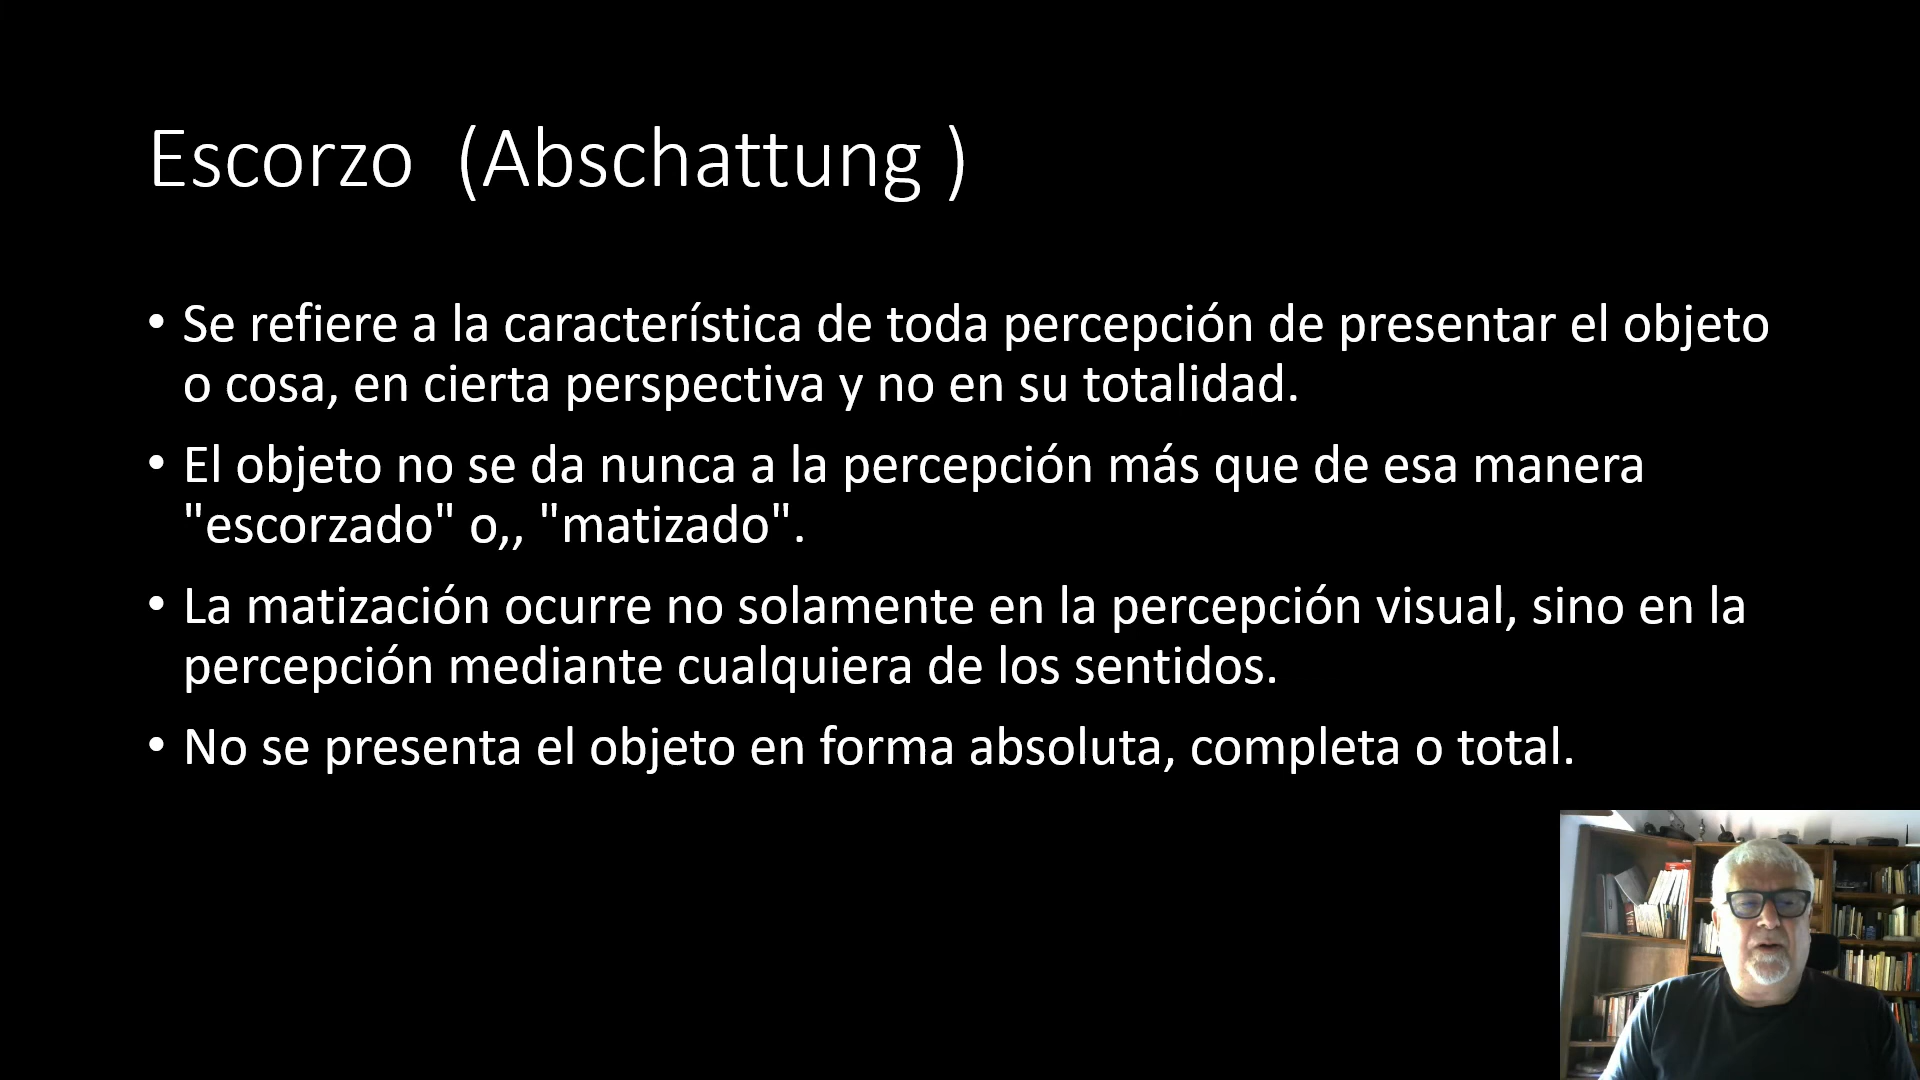 Escorzo  (Abschattung )
• Se refiere a la característica de toda percepción de presentar el objeto
o cosa, en cierta perspectiva y no en su totalidad.
• El objeto no se da nunca a la percepción más que de esa manera
"escorzado" o,, "matizado".
• La matización ocurre no solamente en la percepción visual, sino en la
percepción mediante cualquiera de los sentidos.
• No se presenta el objeto en forma absoluta, completa o total.